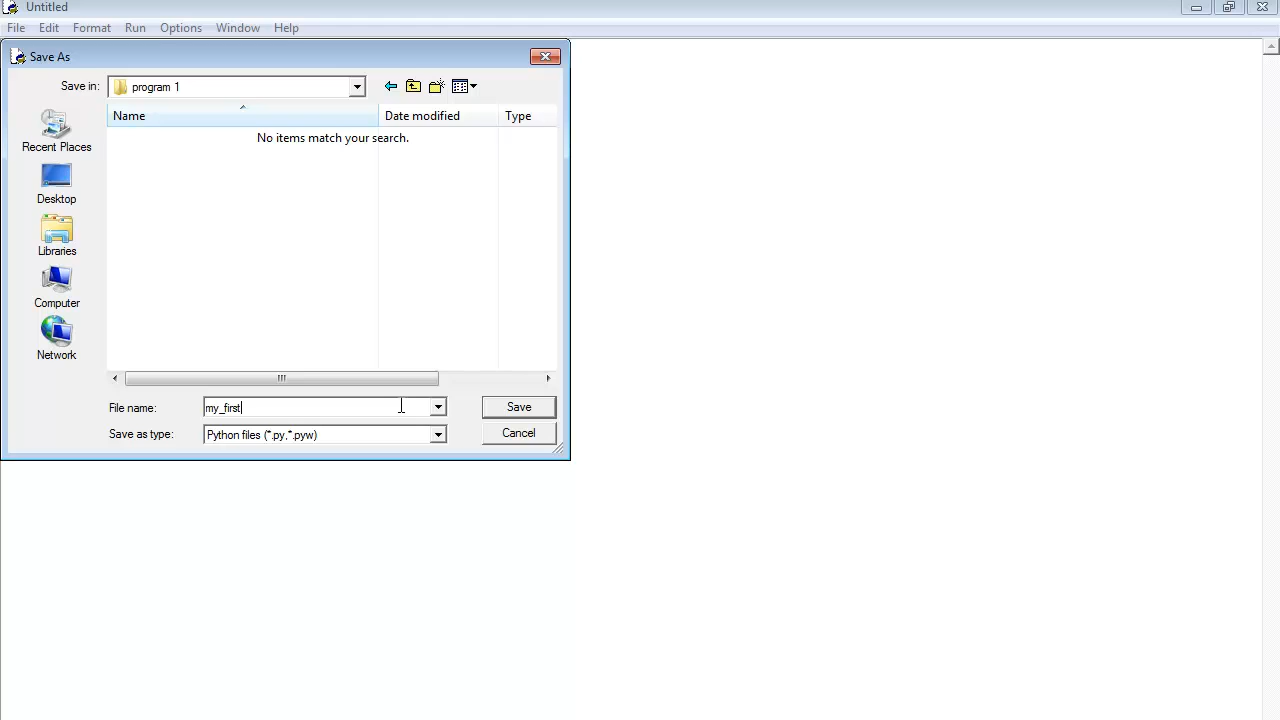 Untitled
File Edit Format Run Options Window Help
Save As
Save in: program 1
Name Date modified Type
No items match your search.
Recent Places
Desktop
Libraries
Computer
Network
File name: my_first Save
Save as type: Python files (*.py,*.pyw) Cancel